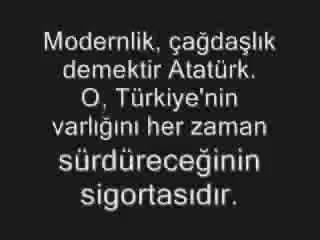 Modernlik, çağdaşlık
demektir Atatürk.
O, Türkiye'nin
varlığını her zaman
sürdüreceğinin
sigortasıdır.